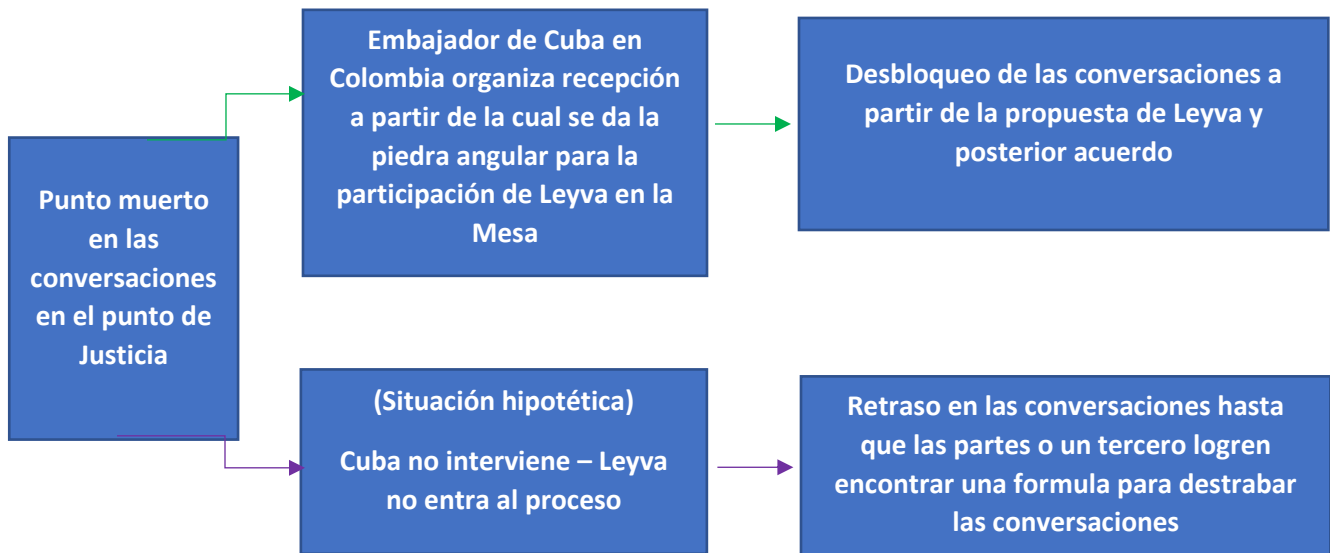 Punto muerto
en las
conversaciones
en el punto de
Justicia
Embajador de Cuba en
Colombia organiza recepción
a partir de la cual se da la
piedra angular para la
participación de Leyva en la
Mesa
Desbloqueo de las conversaciones a
partir de la propuesta de Leyva y
posterior acuerdo
(Situación hipotética)
Cuba no interviene – Leyva
no entra al proceso
Retraso en las conversaciones hasta
que las partes o un tercero logren
encontrar una formula para destrabar
las conversaciones